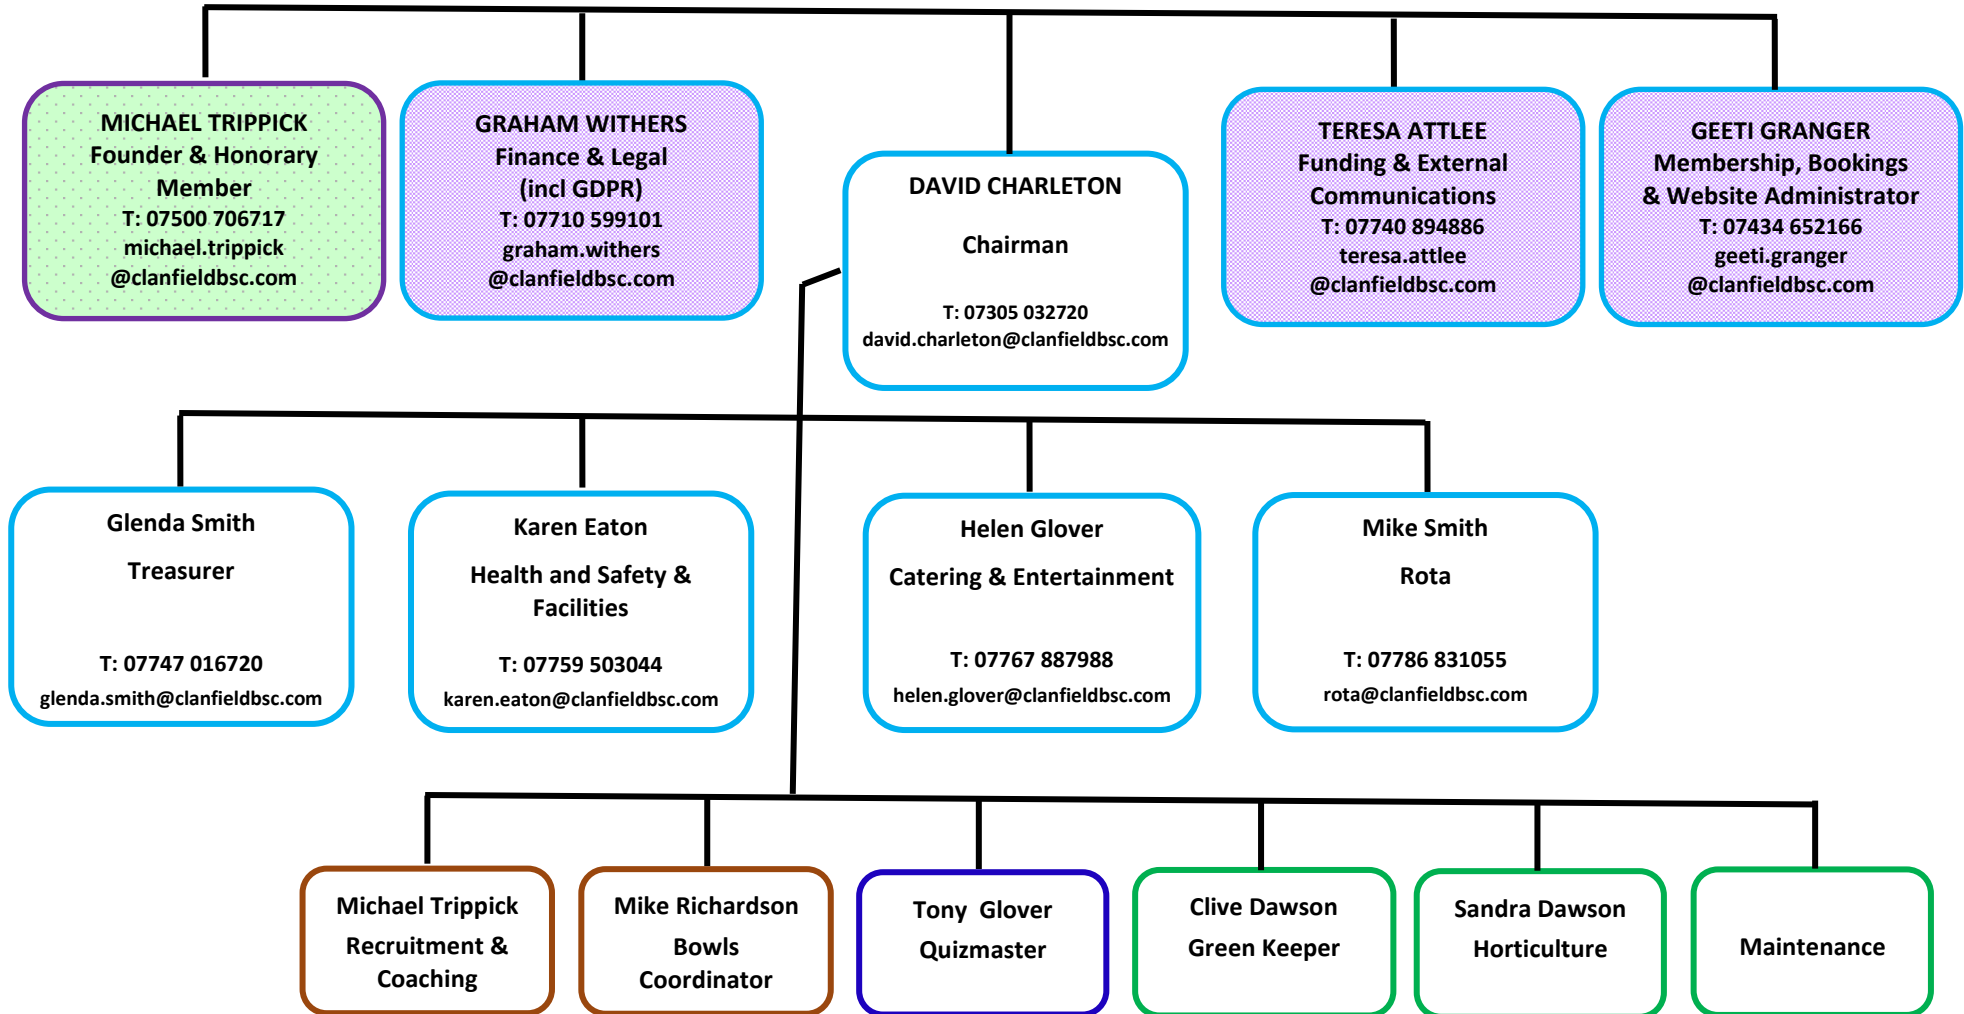 MICHAEL TRIPPICK
Founder & Honorary
Member
T: 07500 706717
michael.trippick
@clanfieldbsc.com
GRAHAM WITHERS
Finance & Legal
(incl GDPR)
T: 07710 599101
graham.withers
@clanfieldbsc.com
DAVID CHARLETON
Chairman
T: 07305 032720
david.charleton@clanfieldbsc.com
TERESA ATTLEE
Funding & External
Communications
T: 07740 894886
teresa.attlee
@clanfieldbsc.com
GEETI GRANGER
Membership, Bookings
& Website Administrator
T: 07434 652166
geeti.granger
@clanfieldbsc.com
Glenda Smith
Treasurer
T: 07747 016720
glenda.smith@clanfieldbsc.com
Karen Eaton
Health and Safety &
Facilities
T: 07759 503044
karen.eaton@clanfieldbsc.com
Helen Glover
Catering & Entertainment
T: 07767 887988
helen.glover@clanfieldbsc.com
Mike Smith
Rota
T: 07786 831055
rota@clanfieldbsc.com
Michael Trippick
Recruitment &
Coaching
Mike Richardson
Bowls
Coordinator
Tony  Glover
Quizmaster
Clive Dawson
Green Keeper
Sandra Dawson
Horticulture
Maintenance